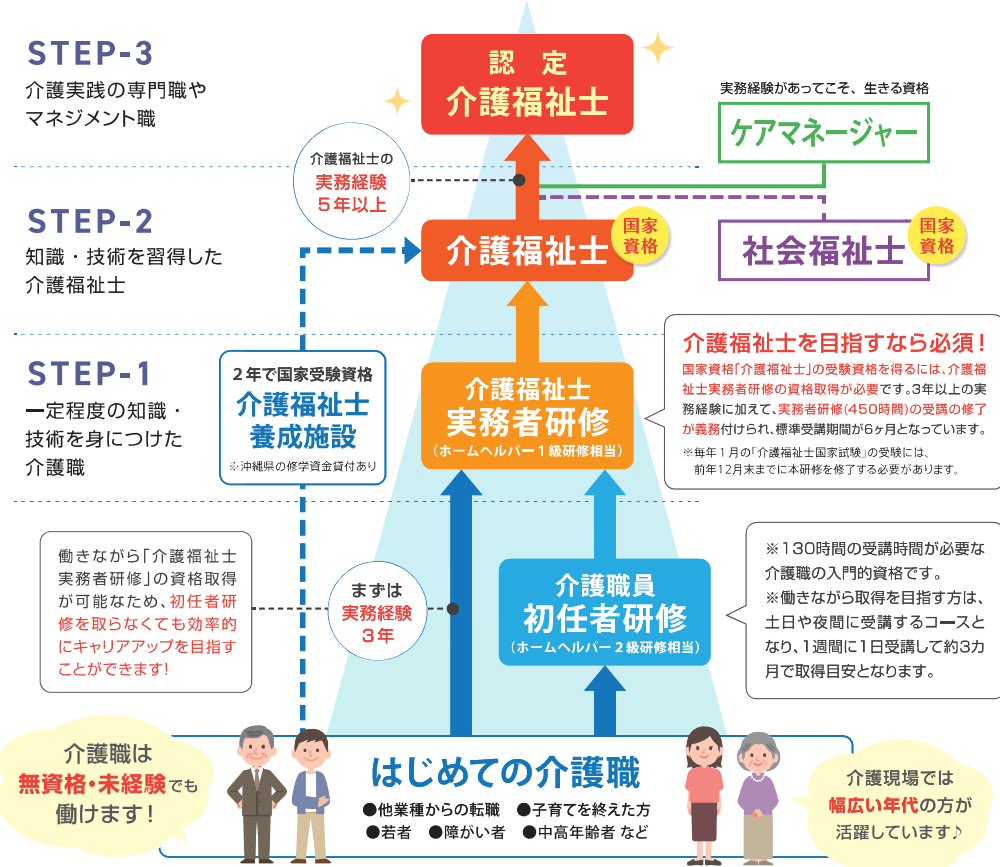 STEP-3
介護実践の専門職や
マネジメント職
認 定
介護福祉士
実務経験があってこそ、生きる資格
ケアマネージャー
介護福祉士の
実務経験
5年以上
STEP-2
知識・技術を習得した
介護福祉士
介護福祉士
国家
資格
社会福祉士
国家
資格
STEP-1
一定程度の知識・
技術を身につけた
介護職
2年で国家受験資格
介護福祉士
養成施設
※沖縄県の修学資金貸付あり
介護福祉士
実務者研修
(ホームヘルパー1級研修相当)
介護福祉士を目指すなら必須！
国家資格「介護福祉士」の受験資格を得るには、介護福
祉士実務者研修の資格取得が必要です。3年以上の実
務経験に加えて、実務者研修(450時間)の受講の修了
が義務付けられ、標準受講期間が6ヶ月となっています。
※毎年1月の「介護福祉士国家試験」の受験には、
前年12月末までに本研修を修了する必要があります。
働きながら「介護福祉士
実務者研修」の資格取得
が可能なため、初任者研
修を取らなくても効率的
にキャリアアップを目指す
ことができます!
まずは
実務経験
3年
介護職員
初任者研修
(ホームヘルパー2級研修相当)
※130時間の受講時間が必要な
介護職の入門的資格です。
※働きながら取得を目指す方は、
土日や夜間に受講するコースと
なり、1週間に1日受講して約3カ
月で取得目安となります。
介護職は
無資格・未経験でも
働けます！
はじめての介護職
●他業種からの転職 ●子育てを終えた方
●若者 ●障がい者 ●中高年齢者 など
介護現場では
幅広い年代の方が
活躍しています♪